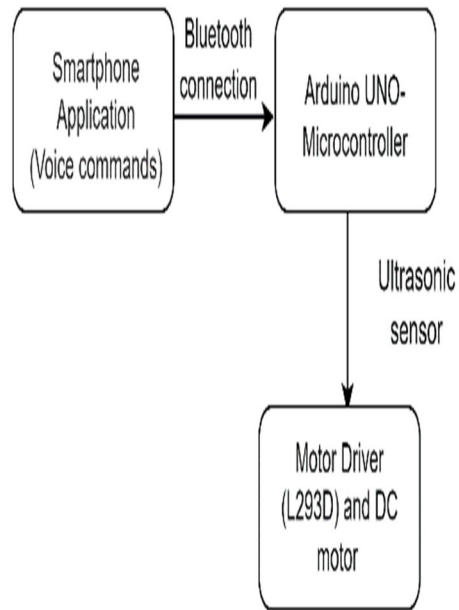 Smartphone
Application
(Voice commands)
Bluetooth
connection
Arduino UNO-
Microcontroller
Ultrasonic
sensor
Motor Driver
(L293D) and DC
motor